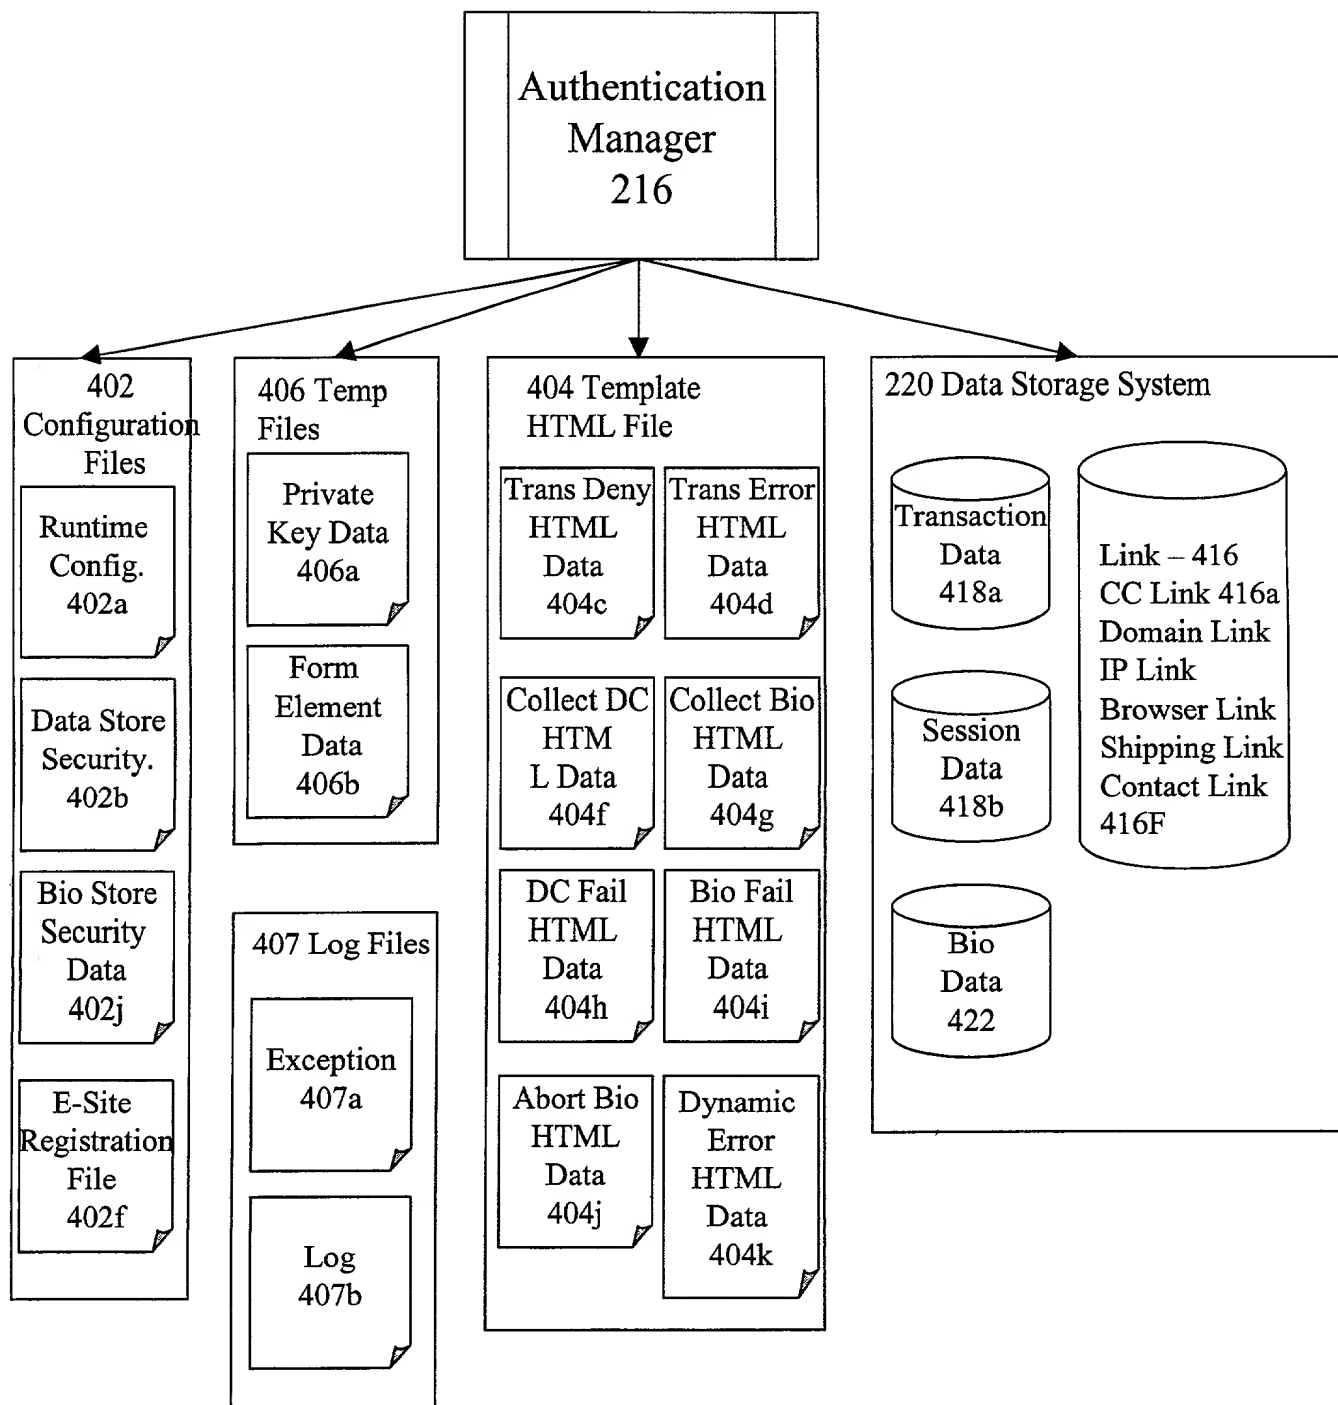 Authentication
Manager
216
402
Configuration
Files
Runtime
Config.
402a
Data Store
Security.
402b
Bio Store
Security
Data
402j
E-Site
Registration
File
402f
406 Temp
Files
Private
Key Data
406a
Form
Element
Data
406b
407 Log Files
Exception
407a
Log
407b
404 Template
HTML File
Trans Deny
HTML
Data
404c
Trans Error
HTML
Data
404d
Collect DC
HTM
L Data
404f
Collect Bio
HTML
Data
404g
DC Fail
HTML
Data
404h
Bio Fail
HTML
Data
404i
Abort Bio
HTML
Data
404j
Dynamic
Error
HTML
Data
404k
220 Data Storage System
Transaction
Data
418a
Session
Data
418b
Bio
Data
422
Link – 416
CC Link 416a
Domain Link
IP Link
Browser Link
Shipping Link
Contact Link
416F